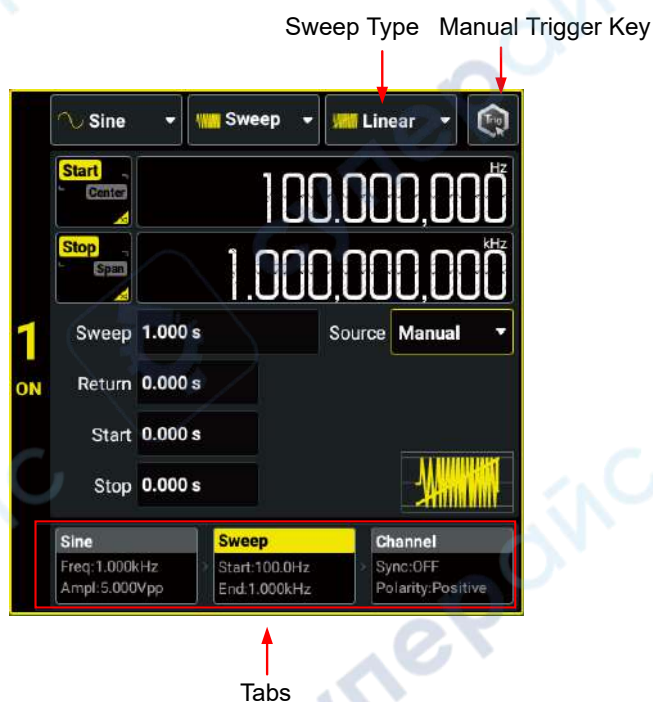 Sweep Type Manual Trigger Key
Sine Sweep Linear Trig
Start Hz
Center 100.000,000
Stop kHz
Span 1.000,000,000
1 Sweep 1.000 s Source Manual
ON Return 0.000 s
Start 0.000 s
Stop 0.000 s
Sine Sweep Channel
Freq:1.000kHz Start:100.0Hz Sync:OFF
Ampl:5.000Vpp End:1.000kHz Polarity:Positive
Tabs